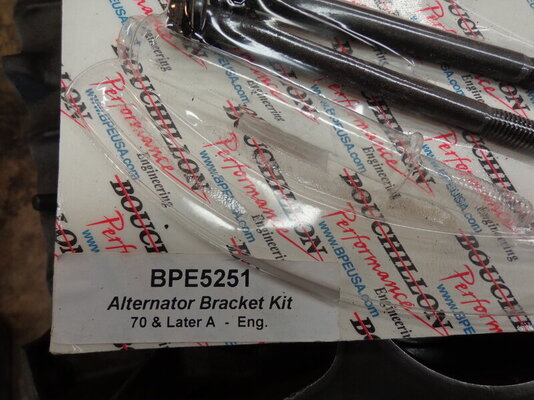 BOUCHILLON
Performance
Engineering
www.BPEUSA.com
BPE5251
Alternator Bracket Kit
70 & Later A - Eng.